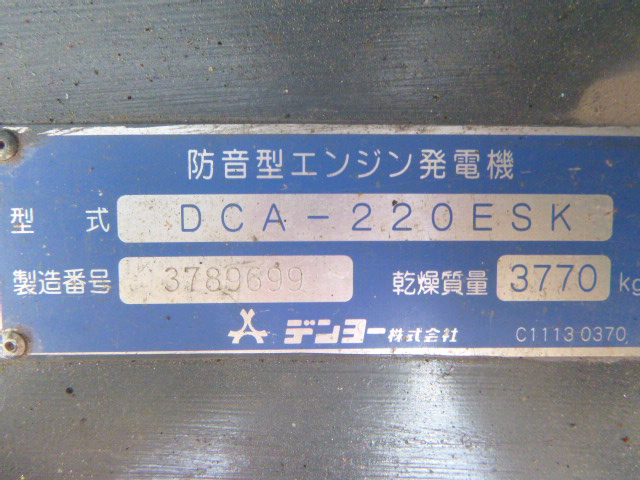 防音型エンジン発電機
型式 DCA-220ESK
製造番号 3789699 乾燥質量 3770 kg
デンヨー株式会社 C1113 0370